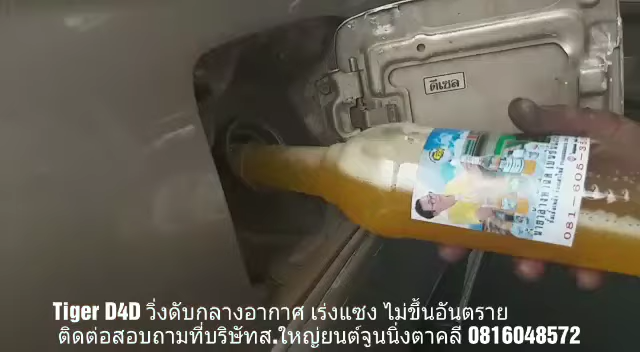 ดีเซล
081-605-3
Tiger D4D วิ่งดับกลางอากาศ เร่งแซง ไม่ขึ้นอันตราย
ติดต่อสอบถามที่บริษัทส.ใหญ่ยนต์จูนนิ่งตาคลี 0816048572